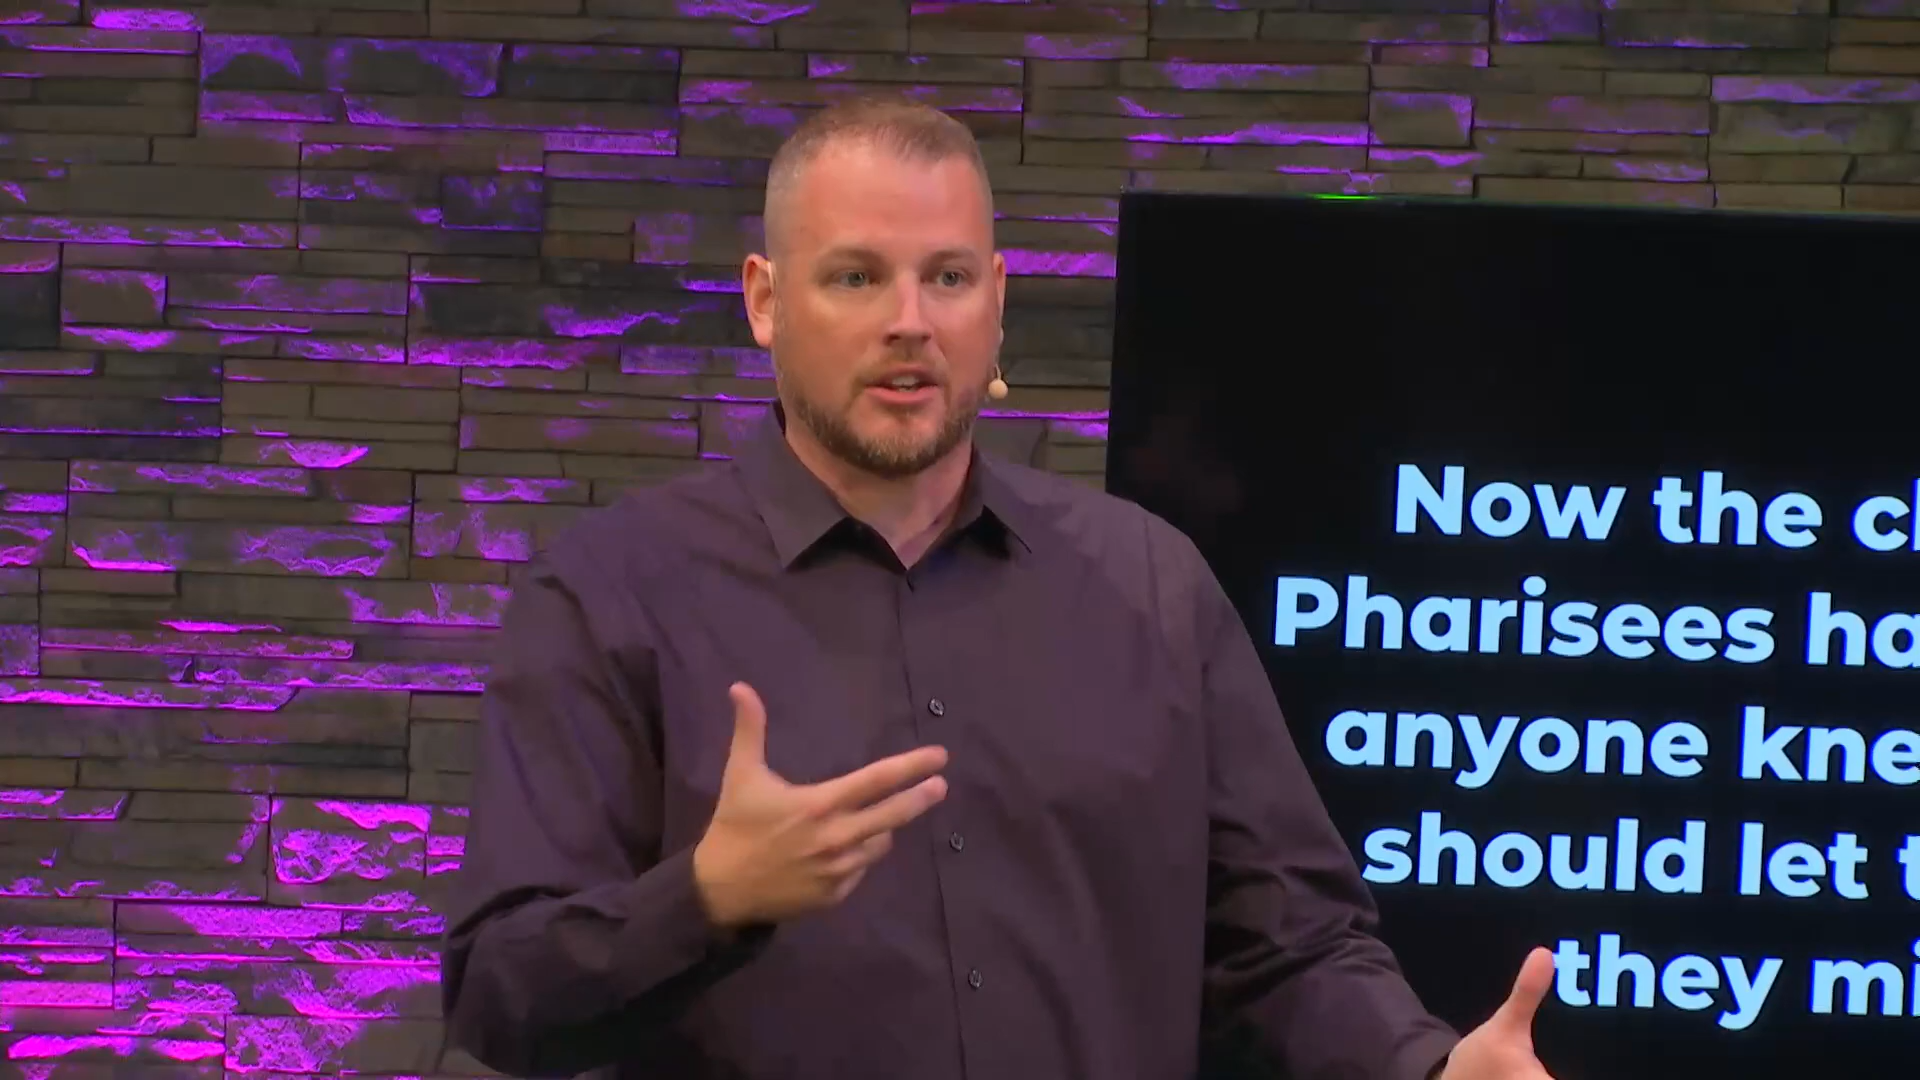 Now the c
Pharisees ha
anyone kne
should let t
they mi